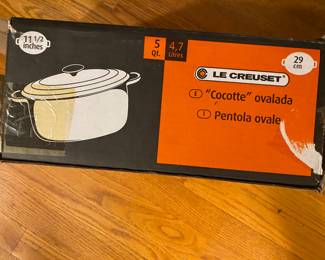 11 1/2
inches
5
Qt.
4,7
Litres
LE CREUSET
29
cm
E "Cocotte" ovalada
I Pentola ovale